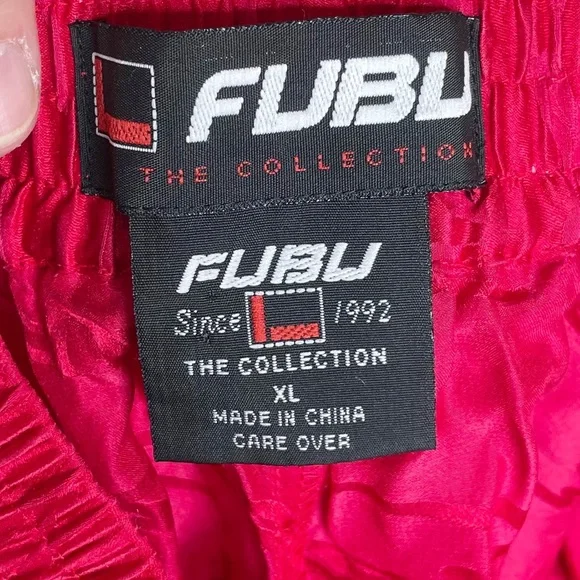 FUBU
THE COLLECTION
FUBU
Since 1992
THE COLLECTION
XL
MADE IN CHINA
CARE OVER